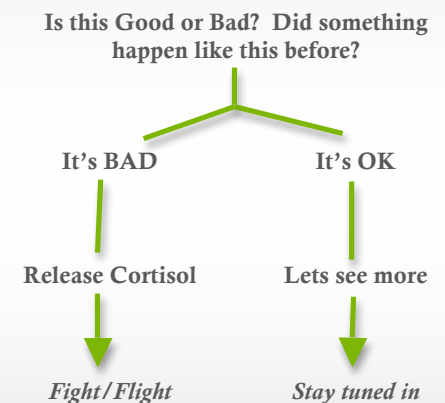 Is this Good or Bad?  Did something
happen like this before?
It's BAD
It's OK
Release Cortisol
Lets see more
Fight/Flight
Stay tuned in